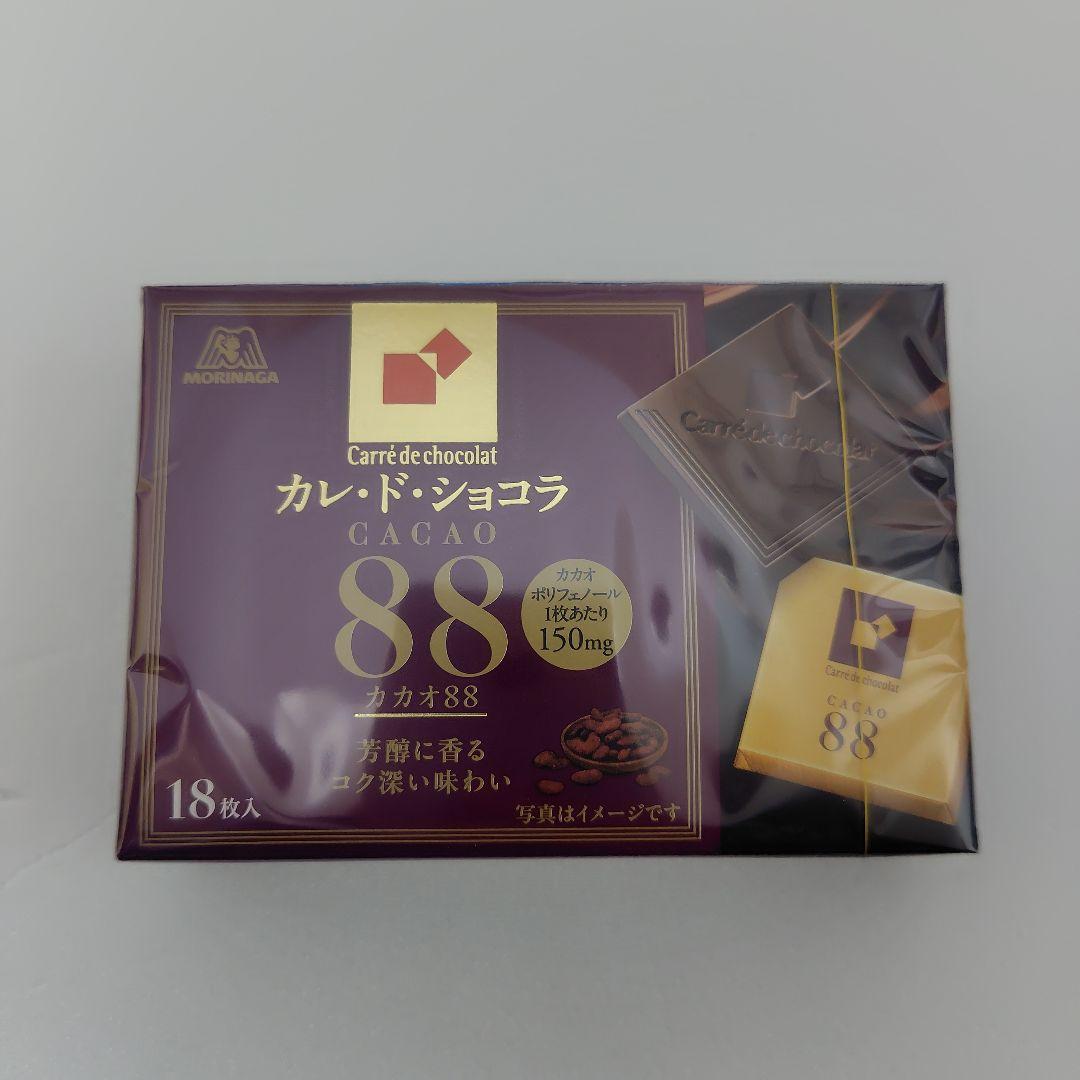 MORINAGA
Carré de chocolat
カレ・ド・ショコラ
CACAO
88
カカオ
ポリフェノール
1枚あたり
150mg
カカオ88
芳醇に香る
コク深い味わい
18枚入
写真はイメージです
Carré de chocolat
Carré de chocolat
CACAO
88